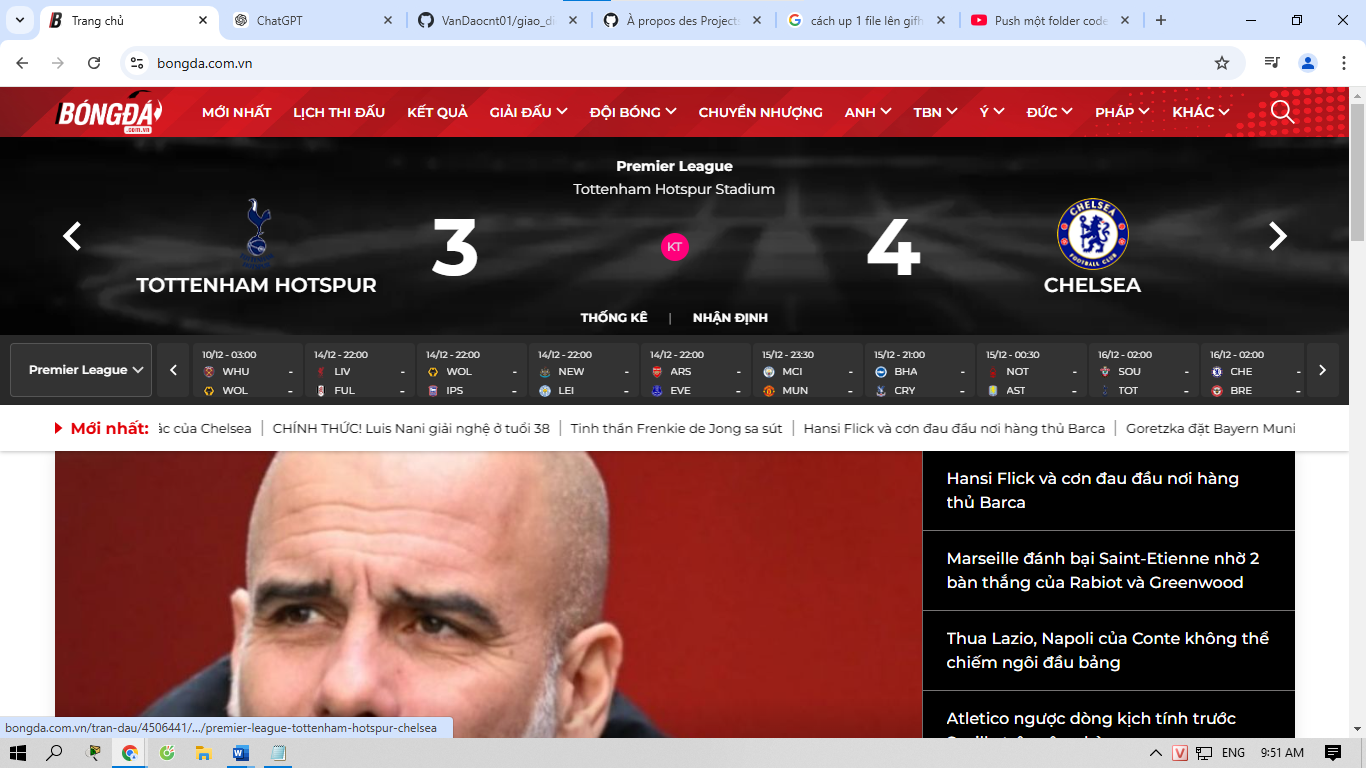 Trang chủ
ChatGPT
VanDaocnt01/giao_di
À propos des Projects
cách up 1 file lên gifh
Push một folder code
bongda.com.vn
BÓNGDÁ
.com.vn
MỚI NHẤT LỊCH THI ĐẤU KẾT QUẢ GIẢI ĐẤU ĐỘI BÓNG CHUYỂN NHƯỢNG ANH TBN Ý ĐỨC PHÁP KHÁC
Premier League
Tottenham Hotspur Stadium
3 KT 4
CHELSEA
FOOTBALL CLUB
TOTTENHAM HOTSPUR CHELSEA
THỐNG KÊ | NHẬN ĐỊNH
Premier League
10/12 - 03:00 14/12 - 22:00 14/12 - 22:00 14/12 - 22:00 14/12 - 22:00 15/12 - 23:30 15/12 - 21:00 15/12 - 00:30 16/12 - 02:00 16/12 - 02:00
WHU - LIV - WOL - NEW - ARS - MCI - BHA - NOT - SOU - CHE -
WOL - FUL - IPS - LEI - EVE - MUN - CRY - AST - TOT - BRE -
Mới nhất: ắc của Chelsea | CHÍNH THỨC! Luis Nani giải nghệ ở tuổi 38 | Tinh thần Frenkie de Jong sa sút | Hansi Flick và cơn đau đầu nơi hàng thủ Barca | Goretzka đặt Bayern Muni
Hansi Flick và cơn đau đầu nơi hàng
thủ Barca
Marseille đánh bại Saint-Etienne nhờ 2
bàn thắng của Rabiot và Greenwood
Thua Lazio, Napoli của Conte không thể
chiếm ngôi đầu bảng
Atletico ngược dòng kịch tính trước
bongda.com.vn/tran-dau/4506441/.../premier-league-tottenham-hotspur-chelsea
ENG 9:51 AM